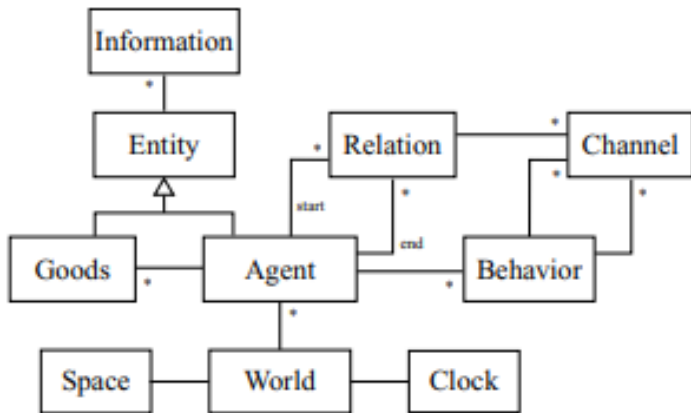 Information
*
Entity
* Relation * Channel
* *
*
start
end
Goods * Agent * Behavior
*
Space World Clock